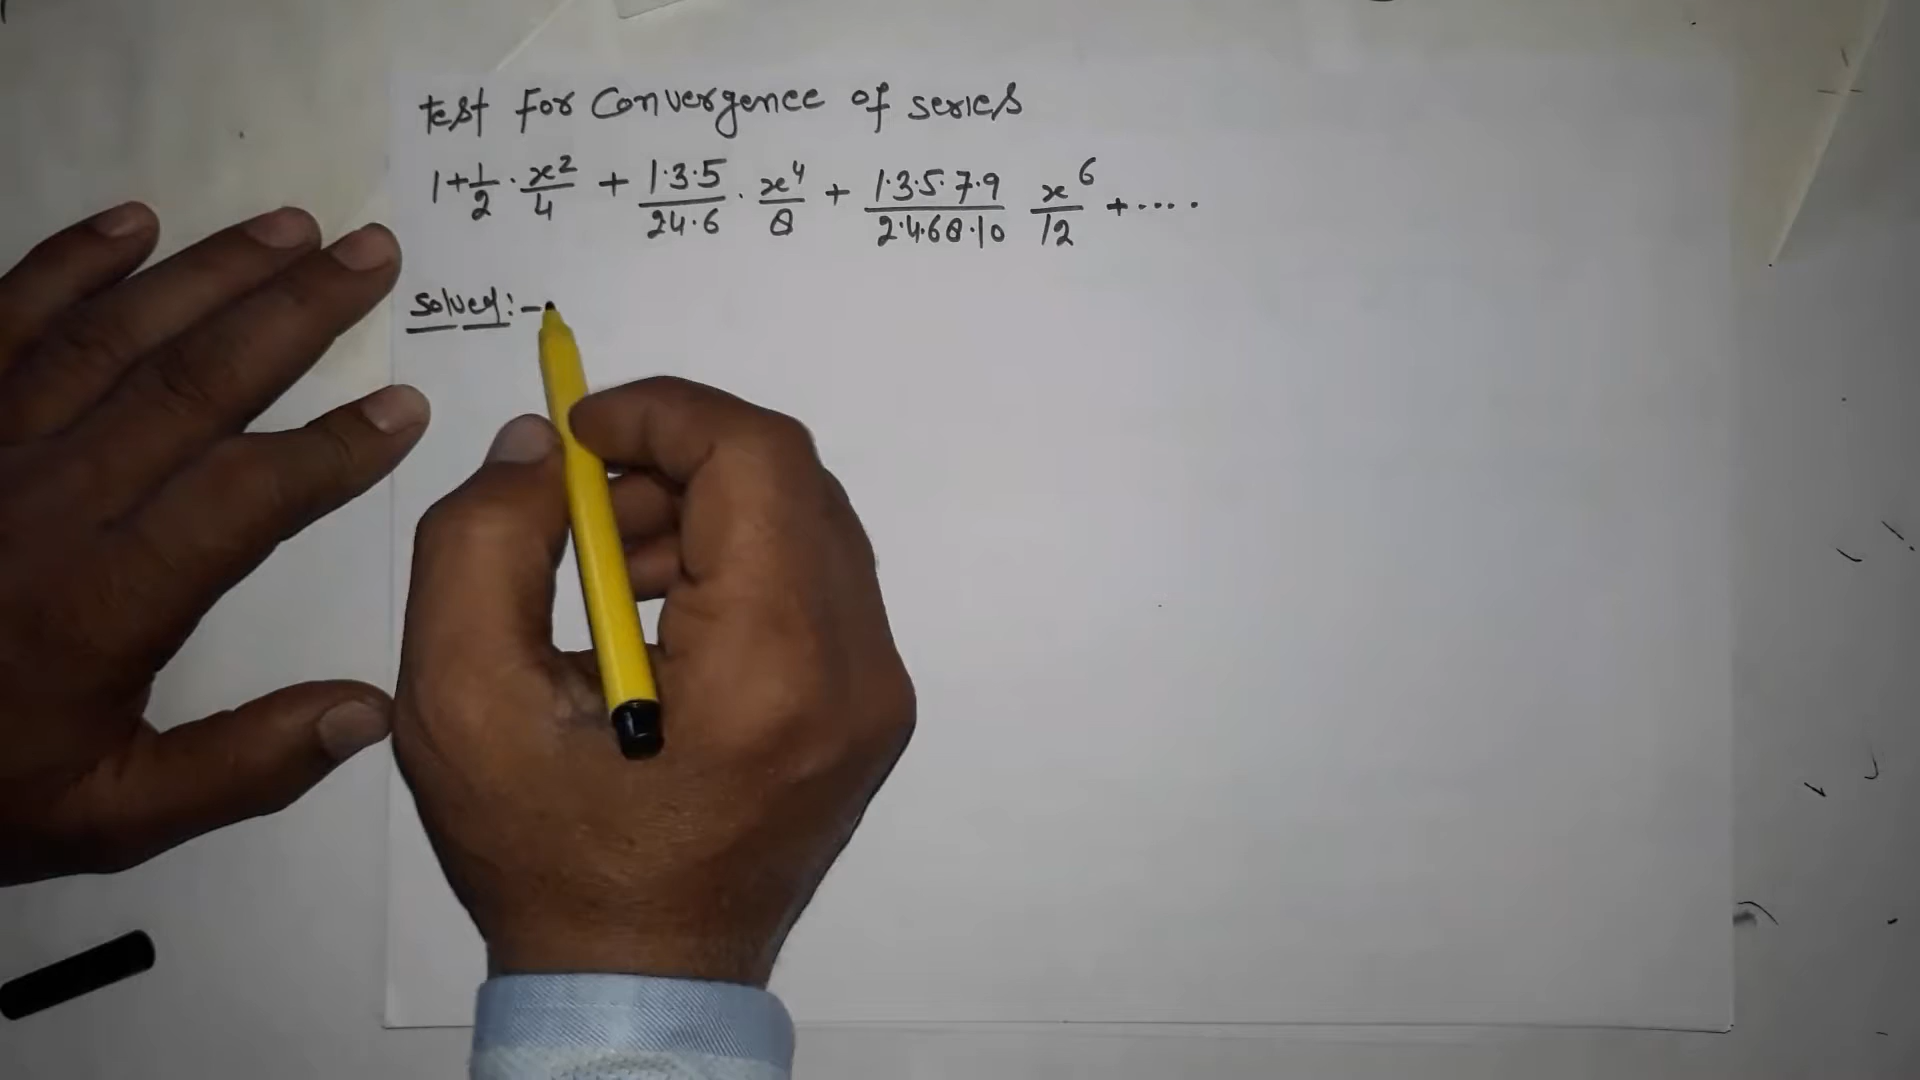 Test For Convergence of series
1 + 1/2 · x²/4 + 1·3·5/2 4·6 · x⁴/8 + 1·3·5·7·9/2·4·6 8·10 x⁶/12 + ....
Solved:-